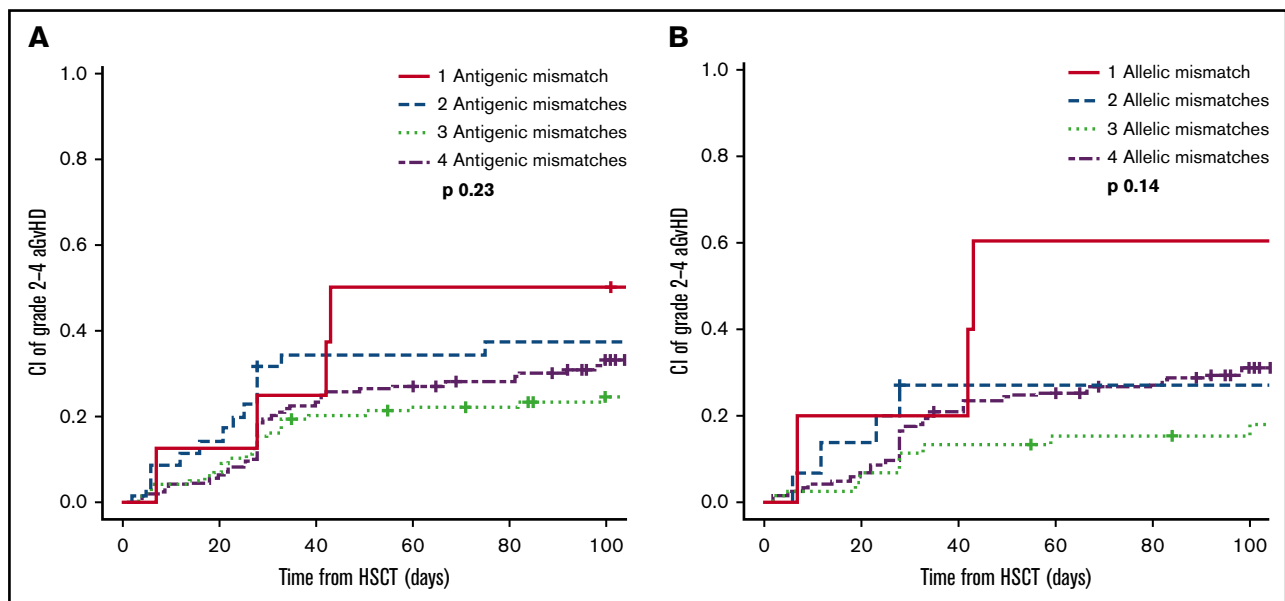 A
CI of grade 2–4 aGvHD
1.0
0.8
0.6
0.4
0.2
0.0
1 Antigenic mismatch
2 Antigenic mismatches
3 Antigenic mismatches
4 Antigenic mismatches
p 0.23
0 20 40 60 80 100
Time from HSCT (days)
B
CI of grade 2–4 aGvHD
1.0
0.8
0.6
0.4
0.2
0.0
1 Allelic mismatch
2 Allelic mismatches
3 Allelic mismatches
4 Allelic mismatches
p 0.14
0 20 40 60 80 100
Time from HSCT (days)